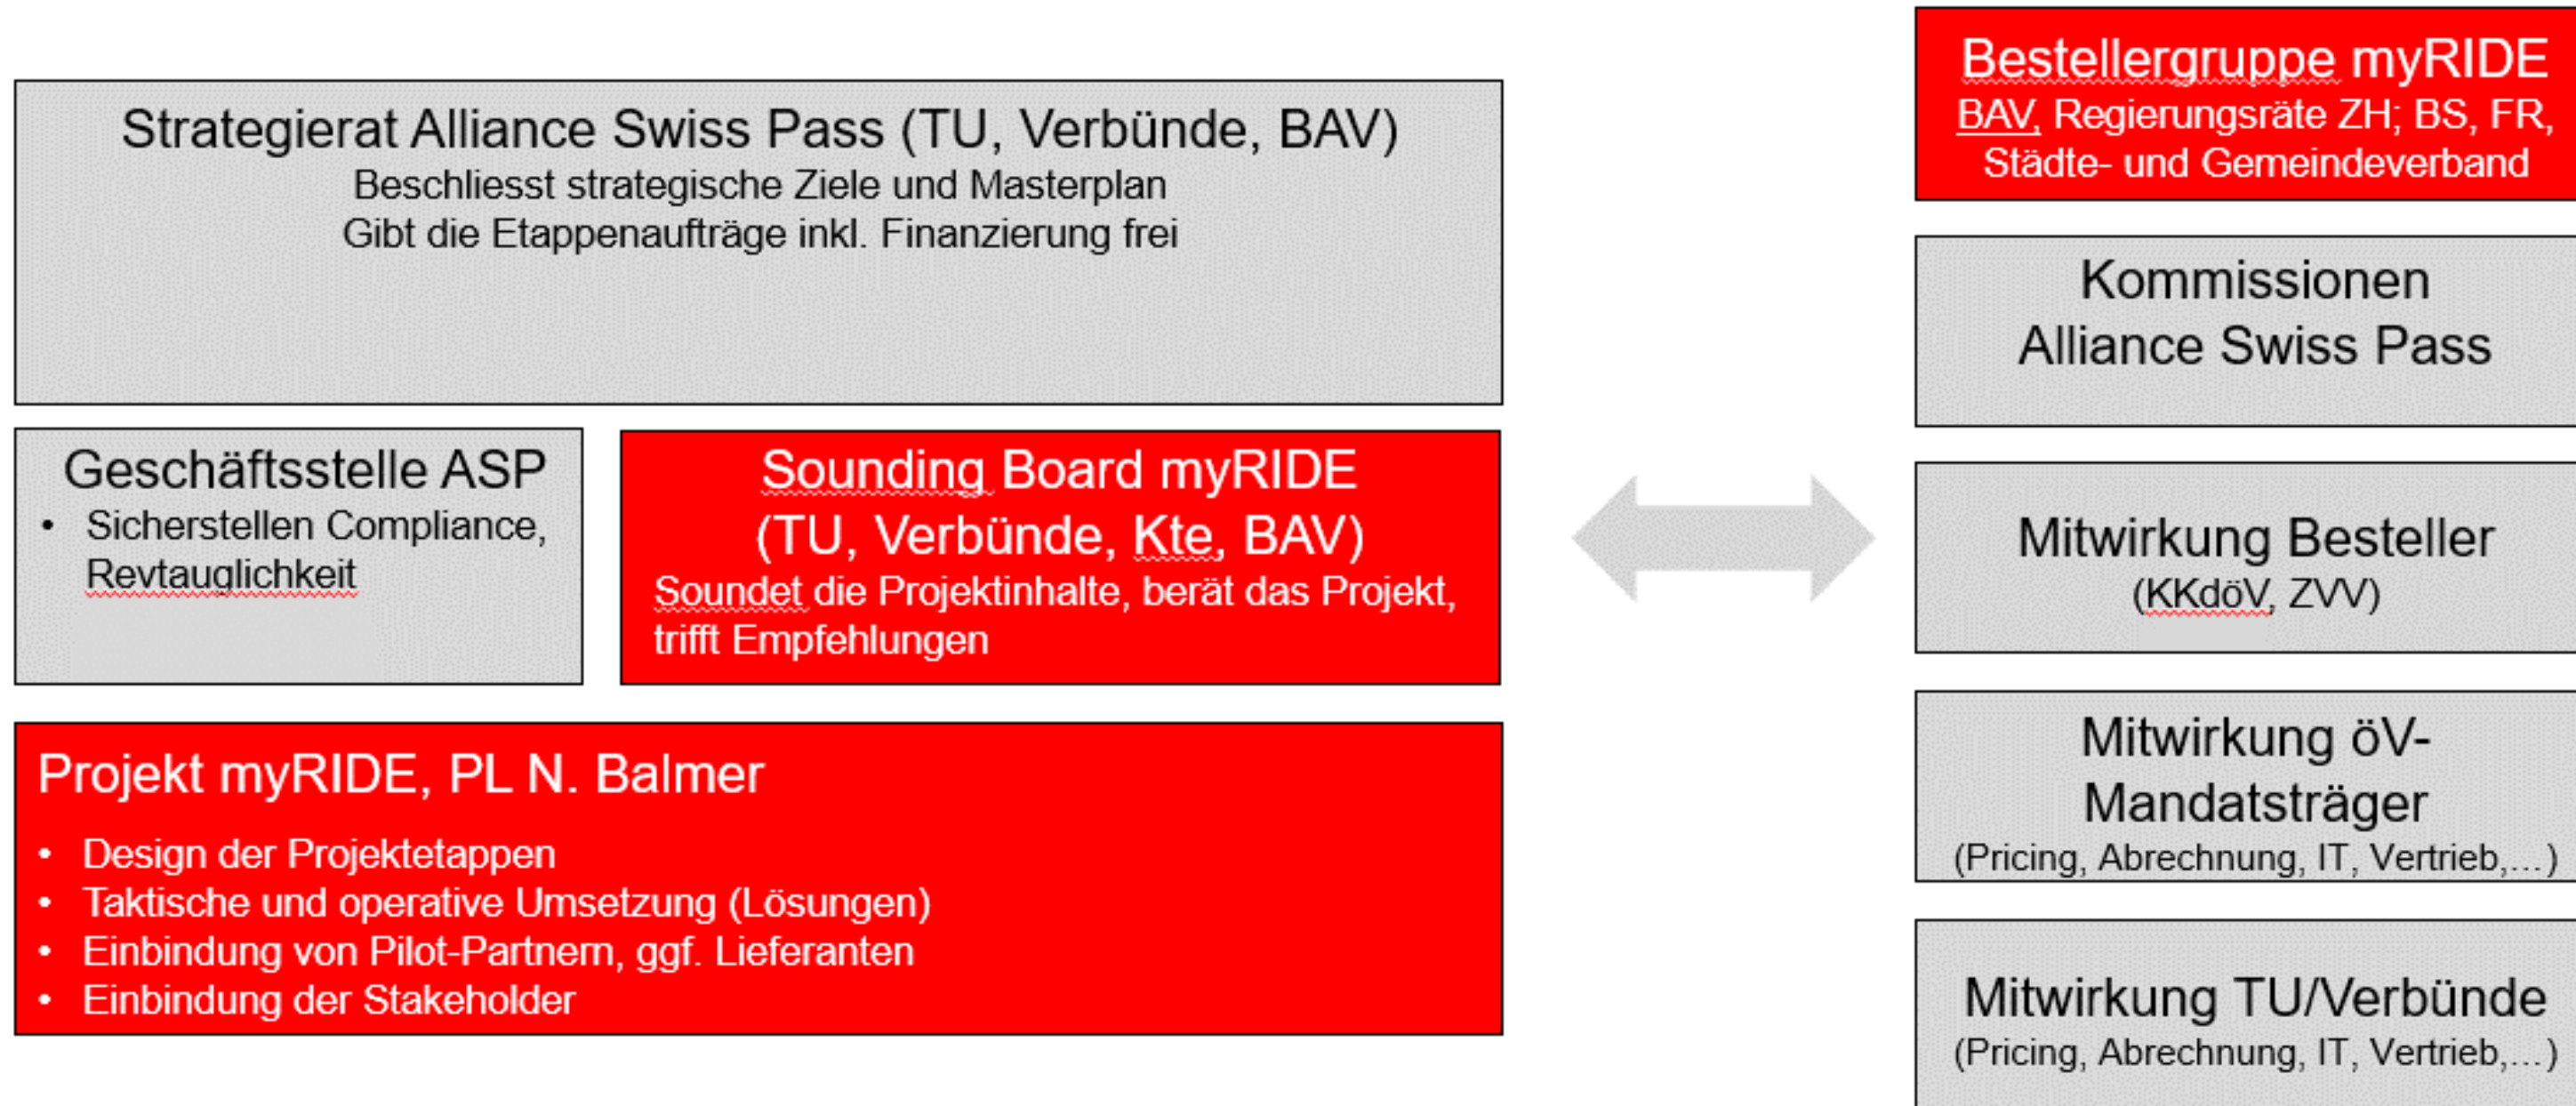 Strategierat Alliance Swiss Pass (TU, Verbünde, BAV)
Beschliesst strategische Ziele und Masterplan
Gibt die Etappenaufträge inkl. Finanzierung frei
Geschäftsstelle ASP
• Sicherstellen Compliance,
Revtauglichkeit
Sounding Board myRIDE
(TU, Verbünde, Kte, BAV)
Soundet die Projektinhalte, berät das Projekt,
trifft Empfehlungen
Projekt myRIDE, PL N. Balmer
• Design der Projektetappen
• Taktische und operative Umsetzung (Lösungen)
• Einbindung von Pilot-Partnern, ggf. Lieferanten
• Einbindung der Stakeholder
Bestellergruppe myRIDE
BAV, Regierungsräte ZH; BS, FR,
Städte- und Gemeindeverband
Kommissionen
Alliance Swiss Pass
Mitwirkung Besteller
(KKdöV, ZVV)
Mitwirkung öV-
Mandatsträger
(Pricing, Abrechnung, IT, Vertrieb,...)
Mitwirkung TU/Verbünde
(Pricing, Abrechnung, IT, Vertrieb,...)